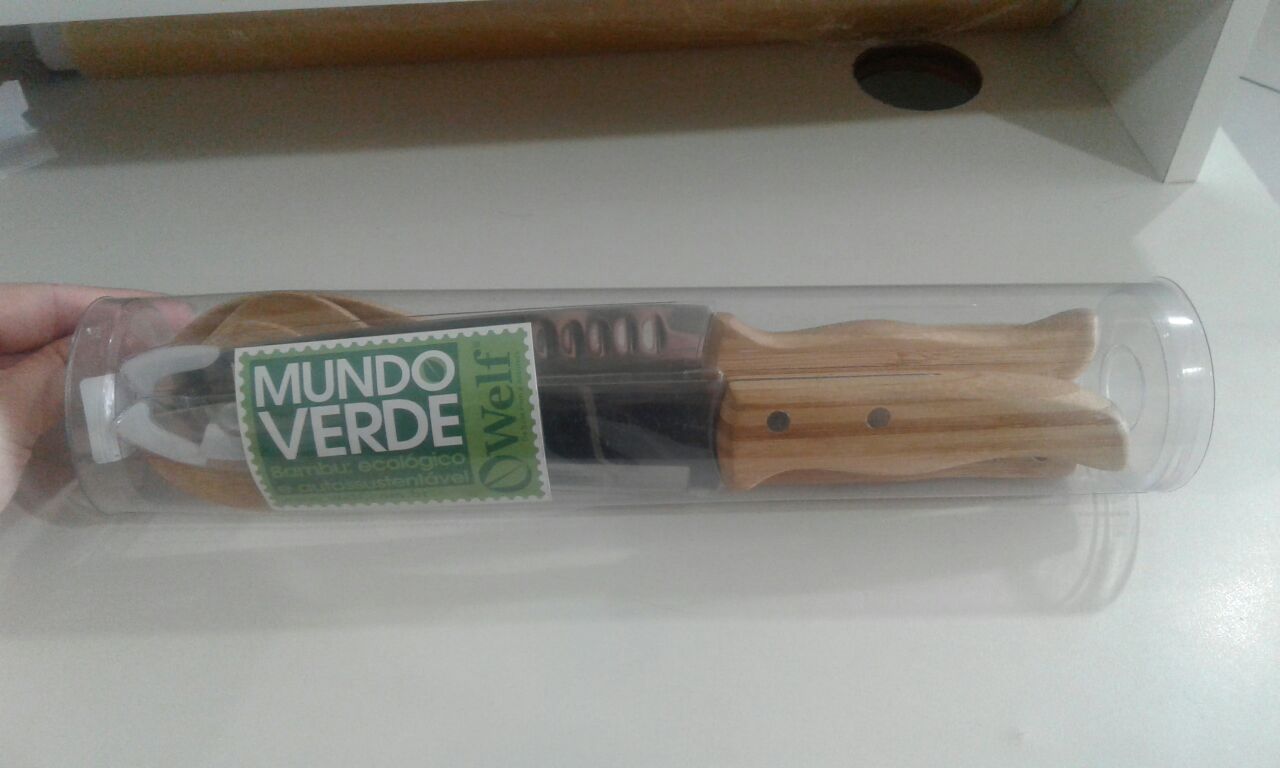 MUNDO
VERDE
Bambu: ecológico
e autossustentável
Welf